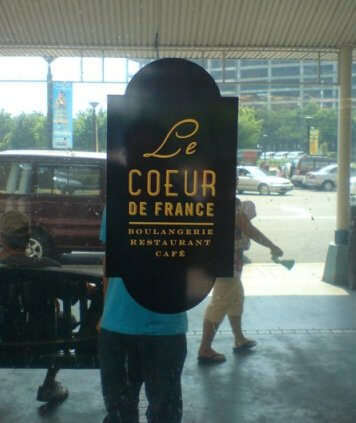 Le
COEUR
DE FRANCE
BOULANGERIE
RESTAURANT
CAFÉ